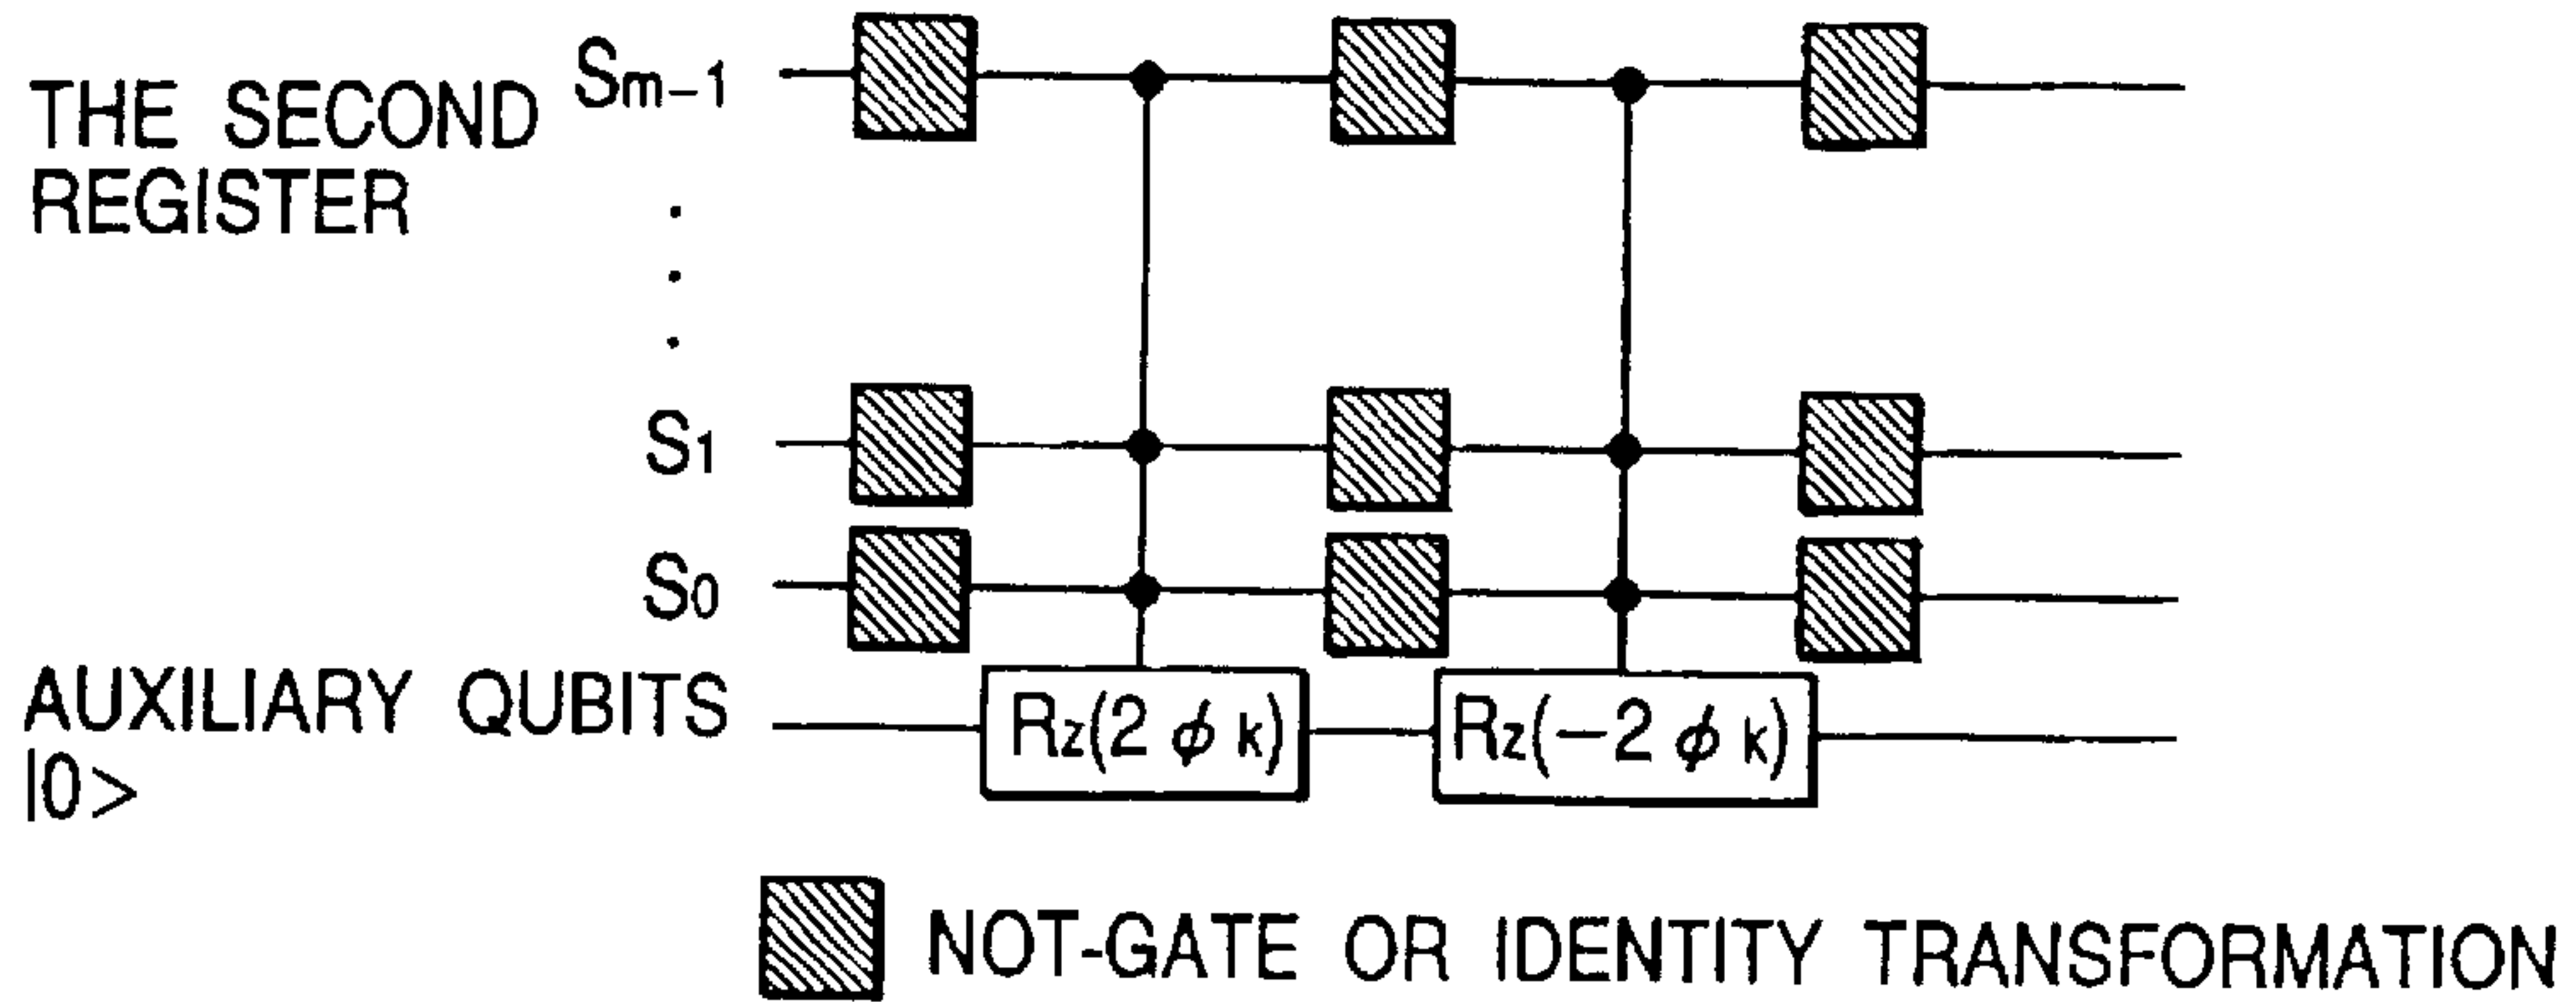 THE SECOND
REGISTER
Sm-1
S1
S0
AUXILIARY QUBITS
|0>
Rz(2 ϕ k)
Rz(-2 ϕ k)
NOT-GATE OR IDENTITY TRANSFORMATION